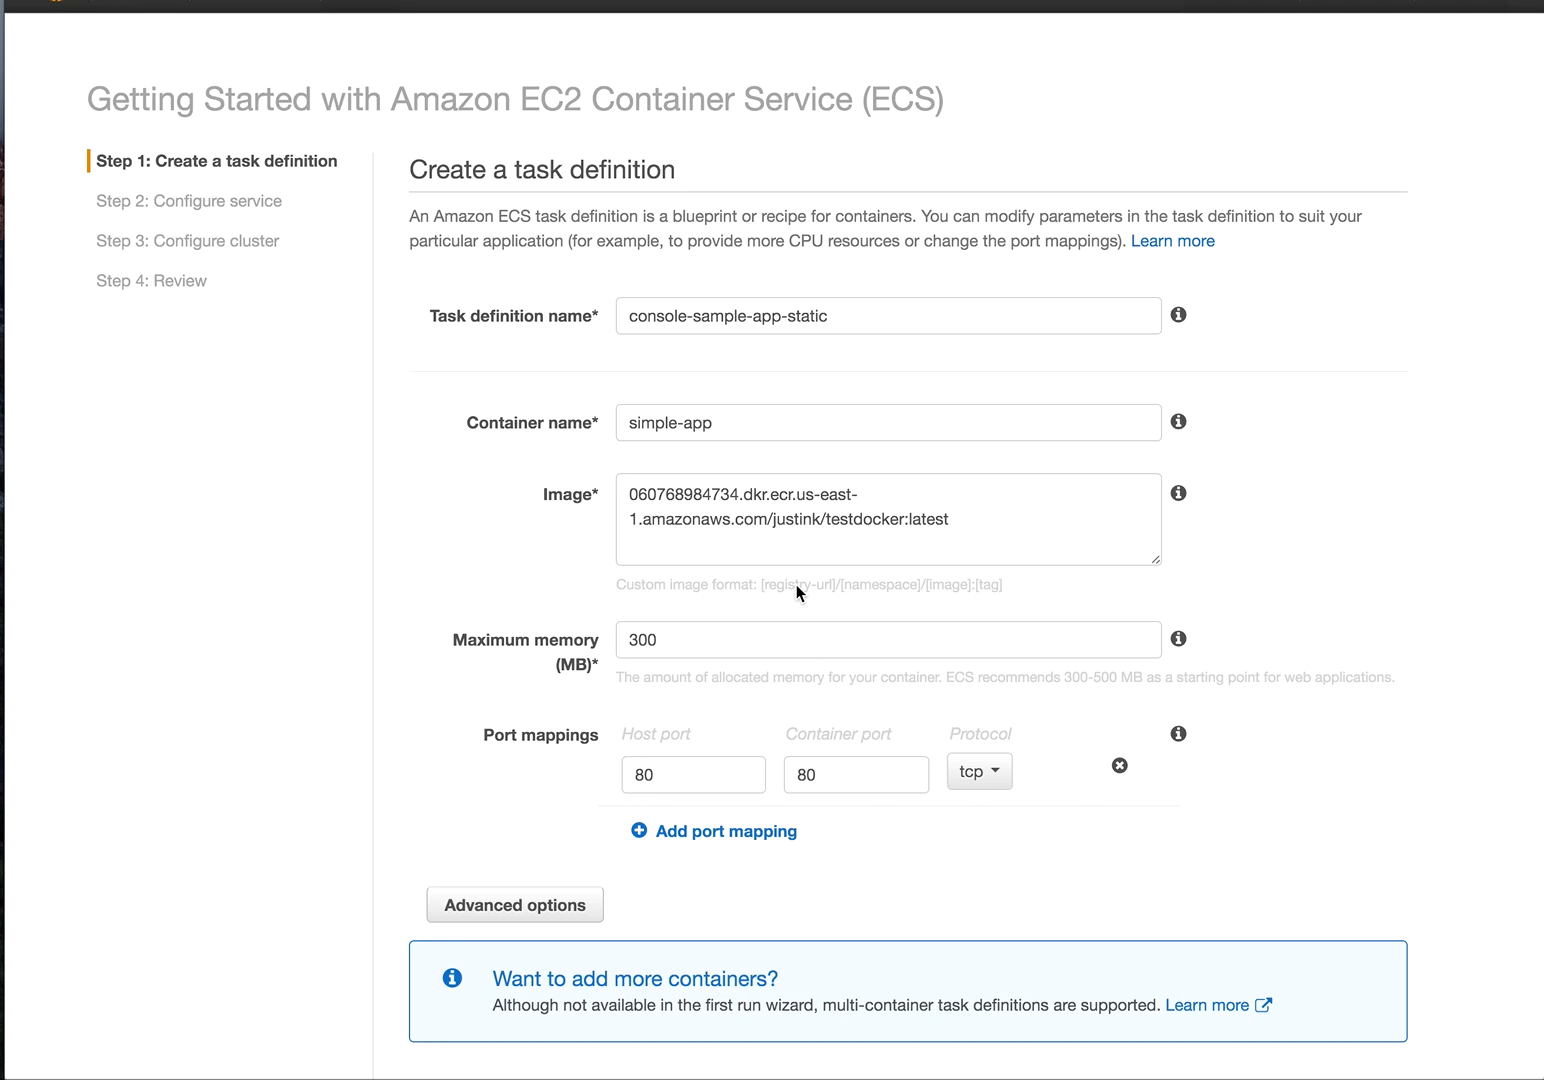 Getting Started with Amazon EC2 Container Service (ECS)
Step 1: Create a task definition
Step 2: Configure service
Step 3: Configure cluster
Step 4: Review
Create a task definition
An Amazon ECS task definition is a blueprint or recipe for containers. You can modify parameters in the task definition to suit your
particular application (for example, to provide more CPU resources or change the port mappings). Learn more
Task definition name* console-sample-app-static
Container name* simple-app
Image* 060768984734.dkr.ecr.us-east-
1.amazonaws.com/justink/testdocker:latest
Custom image format: [registry-url]/[namespace]/[image]:[tag]
Maximum memory 300
(MB)*
The amount of allocated memory for your container. ECS recommends 300-500 MB as a starting point for web applications.
Port mappings Host port Container port Protocol
80 80 tcp
Add port mapping
Advanced options
Want to add more containers?
Although not available in the first run wizard, multi-container task definitions are supported. Learn more